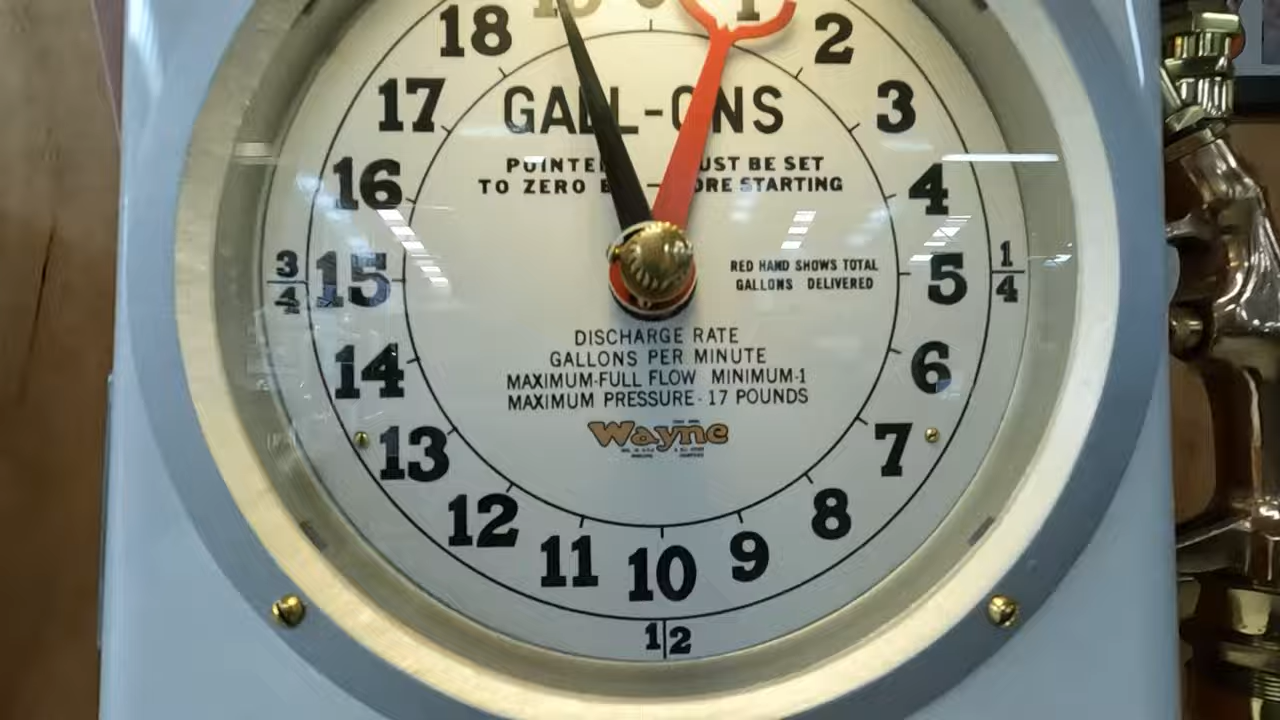 18
2
GALL-ONS
17
3
POINTE UST BE SET
TO ZERO B — ORE STARTING
16
4
3/4
15
RED HAND SHOWS TOTAL
GALLONS DELIVERED
5
1/4
DISCHARGE RATE
GALLONS PER MINUTE
MAXIMUM-FULL FLOW MINIMUM-1
MAXIMUM PRESSURE - 17 POUNDS
14
6
Wayne
13
7
12
8
11
10
9
1|2